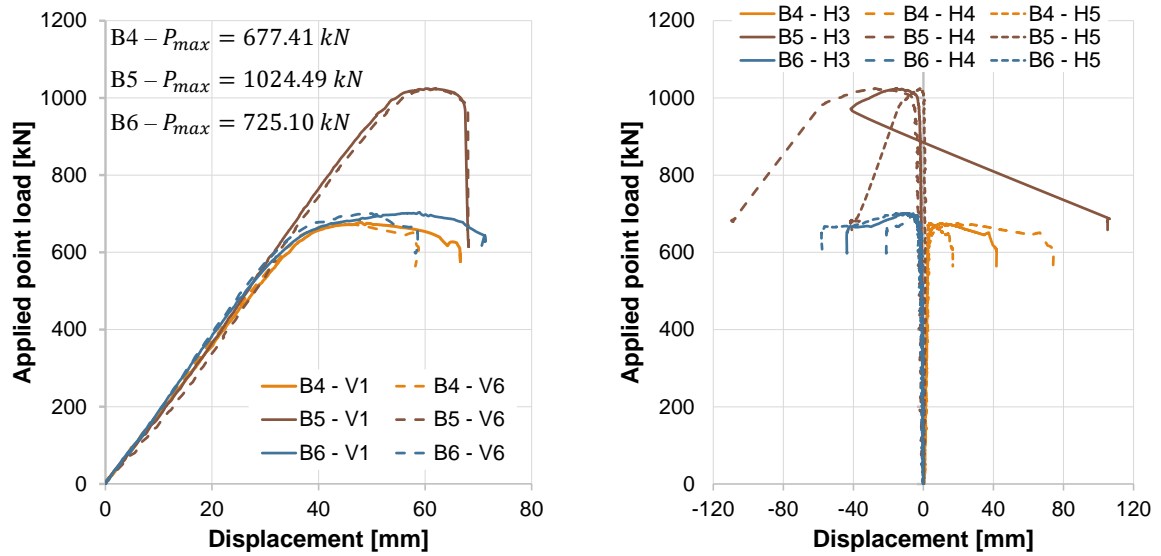 B4 – P_max = 677.41 kN
B5 – P_max = 1024.49 kN
B6 – P_max = 725.10 kN
1200
1000
800
600
400
200
0
Applied point load [kN]
B4 - V1 B4 - V6
B5 - V1 B5 - V6
B6 - V1 B6 - V6
0 20 40 60 80
Displacement [mm]
B4 - H3 B4 - H4 B4 - H5
B5 - H3 B5 - H4 B5 - H5
B6 - H3 B6 - H4 B6 - H5
1200
1000
800
600
400
200
0
Applied point load [kN]
-120 -80 -40 0 40 80 120
Displacement [mm]